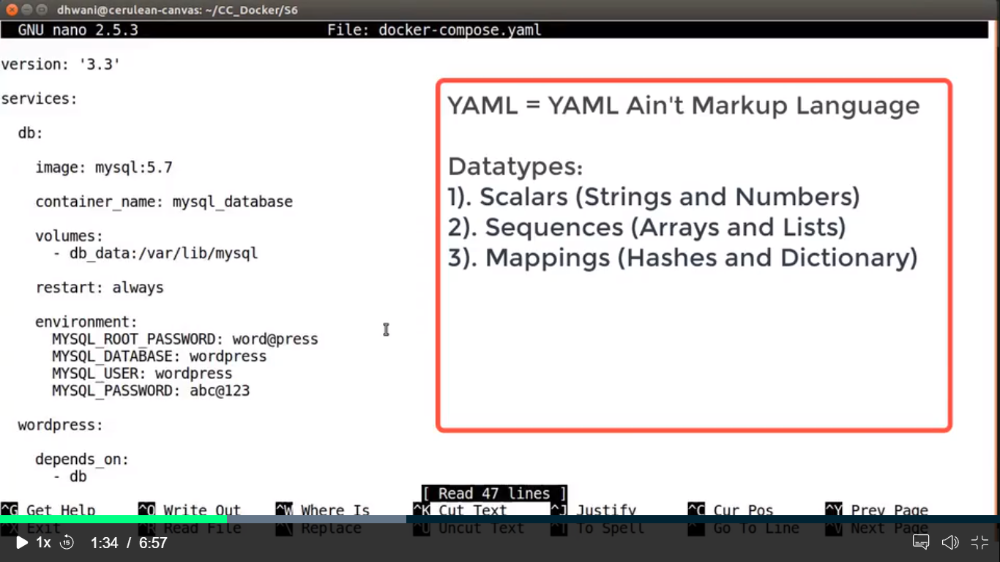 dhwani@cerulean-canvas: ~/CC_Docker/S6
GNU nano 2.5.3 File: docker-compose.yaml
version: '3.3'
services:
db:
image: mysql:5.7
container_name: mysql_database
volumes:
- db_data:/var/lib/mysql
restart: always
environment:
MYSQL_ROOT_PASSWORD: word@press
MYSQL_DATABASE: wordpress
MYSQL_USER: wordpress
MYSQL_PASSWORD: abc@123
wordpress:
depends_on:
- db
YAML = YAML Ain't Markup Language
Datatypes:
1). Scalars (Strings and Numbers)
2). Sequences (Arrays and Lists)
3). Mappings (Hashes and Dictionary)
[ Read 47 lines ]
^G Get Help ^O Write Out ^W Where Is ^K Cut Text ^J Justify ^C Cur Pos ^Y Prev Page
^X Exit ^R Read File ^\ Replace ^U Uncut Text ^T To Spell ^_ Go To Line ^V Next Page
1x 15 1:34 / 6:57